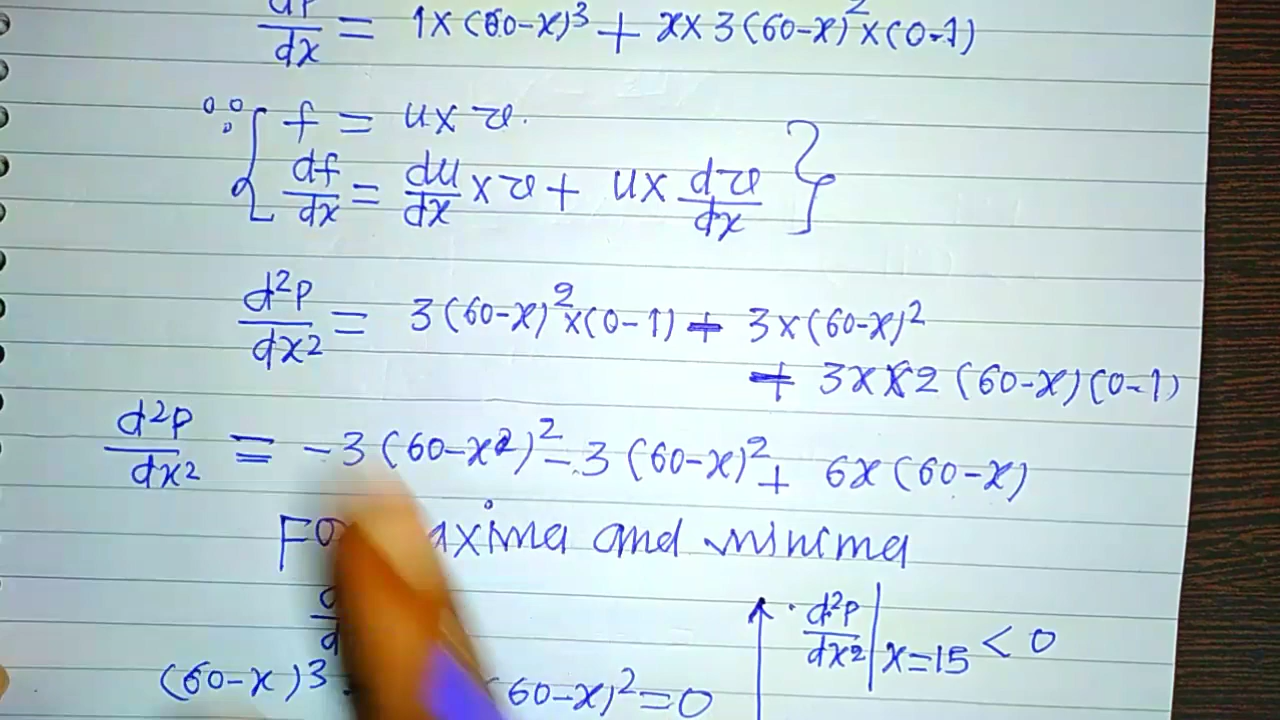 dP/dx = 1×(60-x)³ + x×3(60-x)²×(0-1)
∵ { f = u×v.
df/dx = du/dx ×v + u× dv/dx }
d²P/dx² = 3(60-x)²×(0-1) + 3×(60-x)²
+ 3x×2(60-x)(0-1)
d²P/dx² = -3(60-x²)² - 3(60-x)² + 6x(60-x)
axima and minima
d²P/dx² | x=15 < 0
(60-x)³ (60-x)² = 0